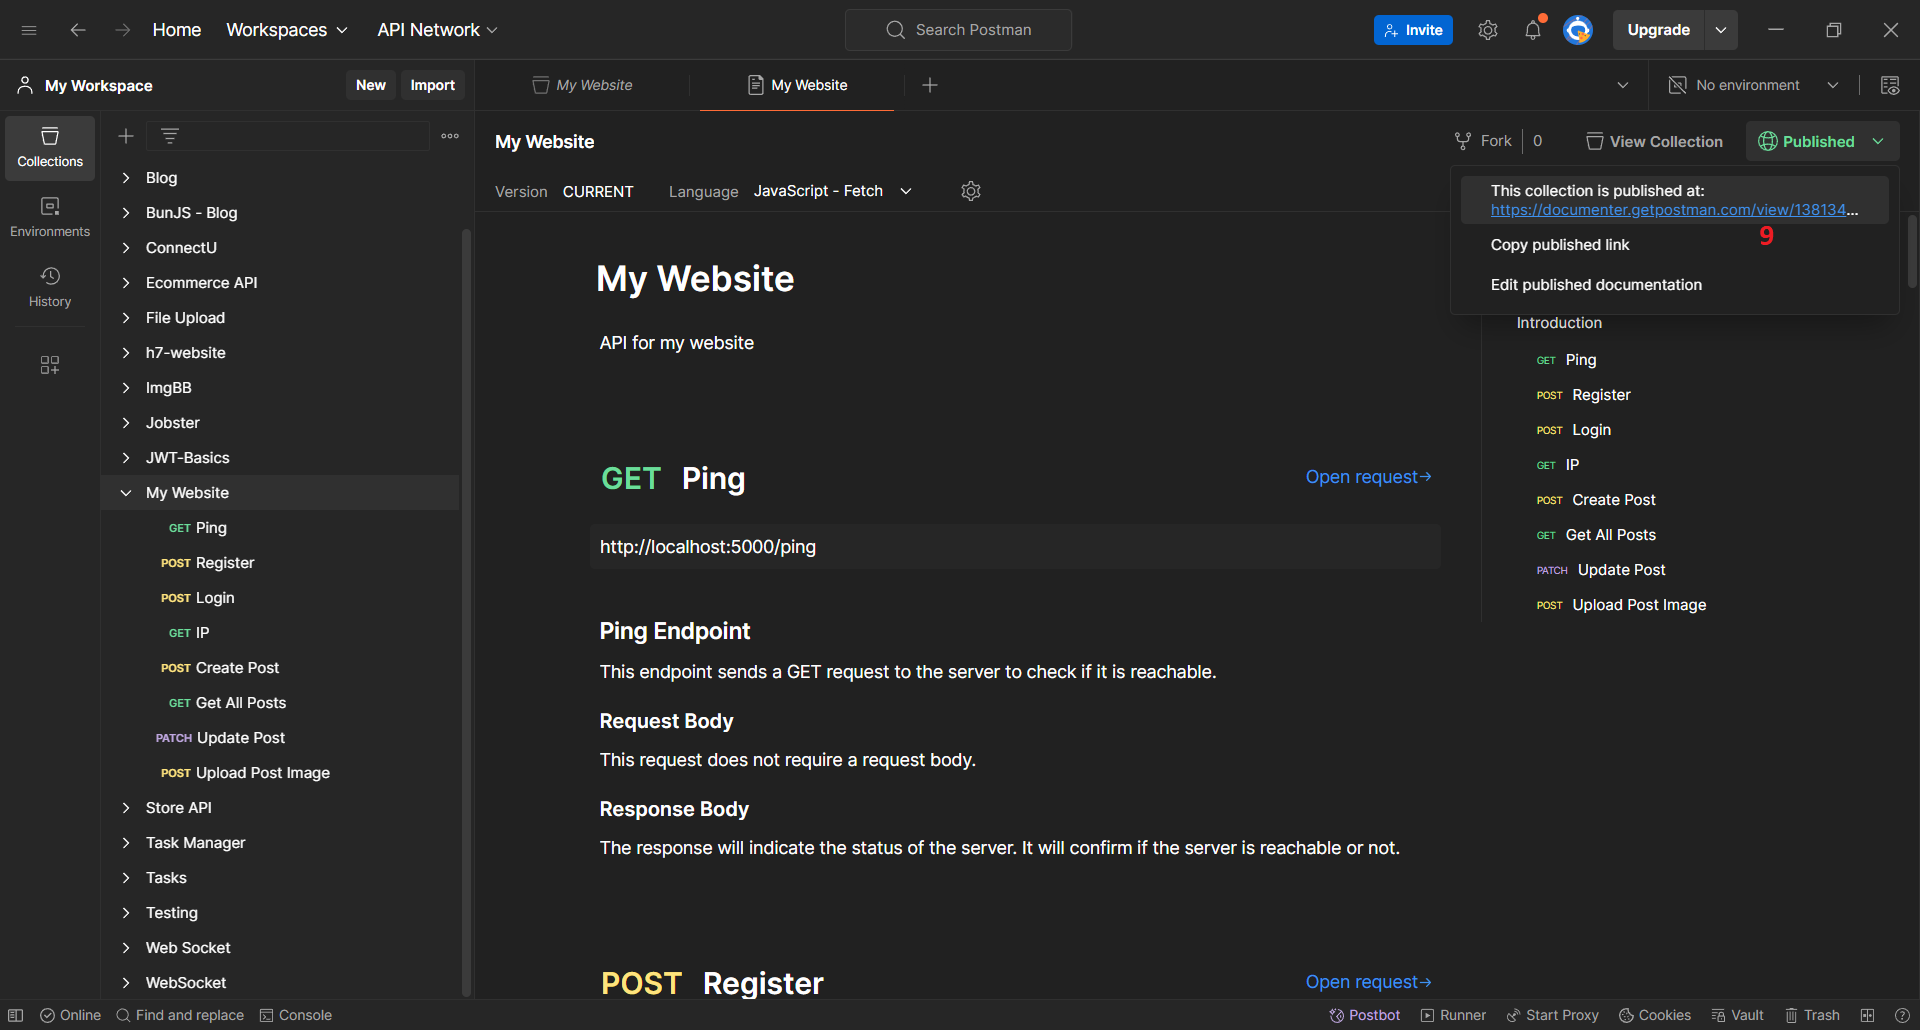 Home Workspaces API Network Search Postman Invite Upgrade
My Workspace New Import My Website My Website No environment
Collections
Environments
History
Blog
BunJS - Blog
ConnectU
Ecommerce API
File Upload
h7-website
ImgBB
Jobster
JWT-Basics
My Website
GET Ping
POST Register
POST Login
GET IP
POST Create Post
GET Get All Posts
PATCH Update Post
POST Upload Post Image
Store API
Task Manager
Tasks
Testing
Web Socket
WebSocket
My Website Fork 0 View Collection Published
Version CURRENT Language JavaScript - Fetch
This collection is published at:
https://documenter.getpostman.com/view/138134...
9
Copy published link
Edit published documentation
My Website
API for my website
GET Ping Open request→
http://localhost:5000/ping
Ping Endpoint
This endpoint sends a GET request to the server to check if it is reachable.
Request Body
This request does not require a request body.
Response Body
The response will indicate the status of the server. It will confirm if the server is reachable or not.
POST Register Open request→
Introduction
GET Ping
POST Register
POST Login
GET IP
POST Create Post
GET Get All Posts
PATCH Update Post
POST Upload Post Image
Online Find and replace Console Postbot Runner Start Proxy Cookies Vault Trash